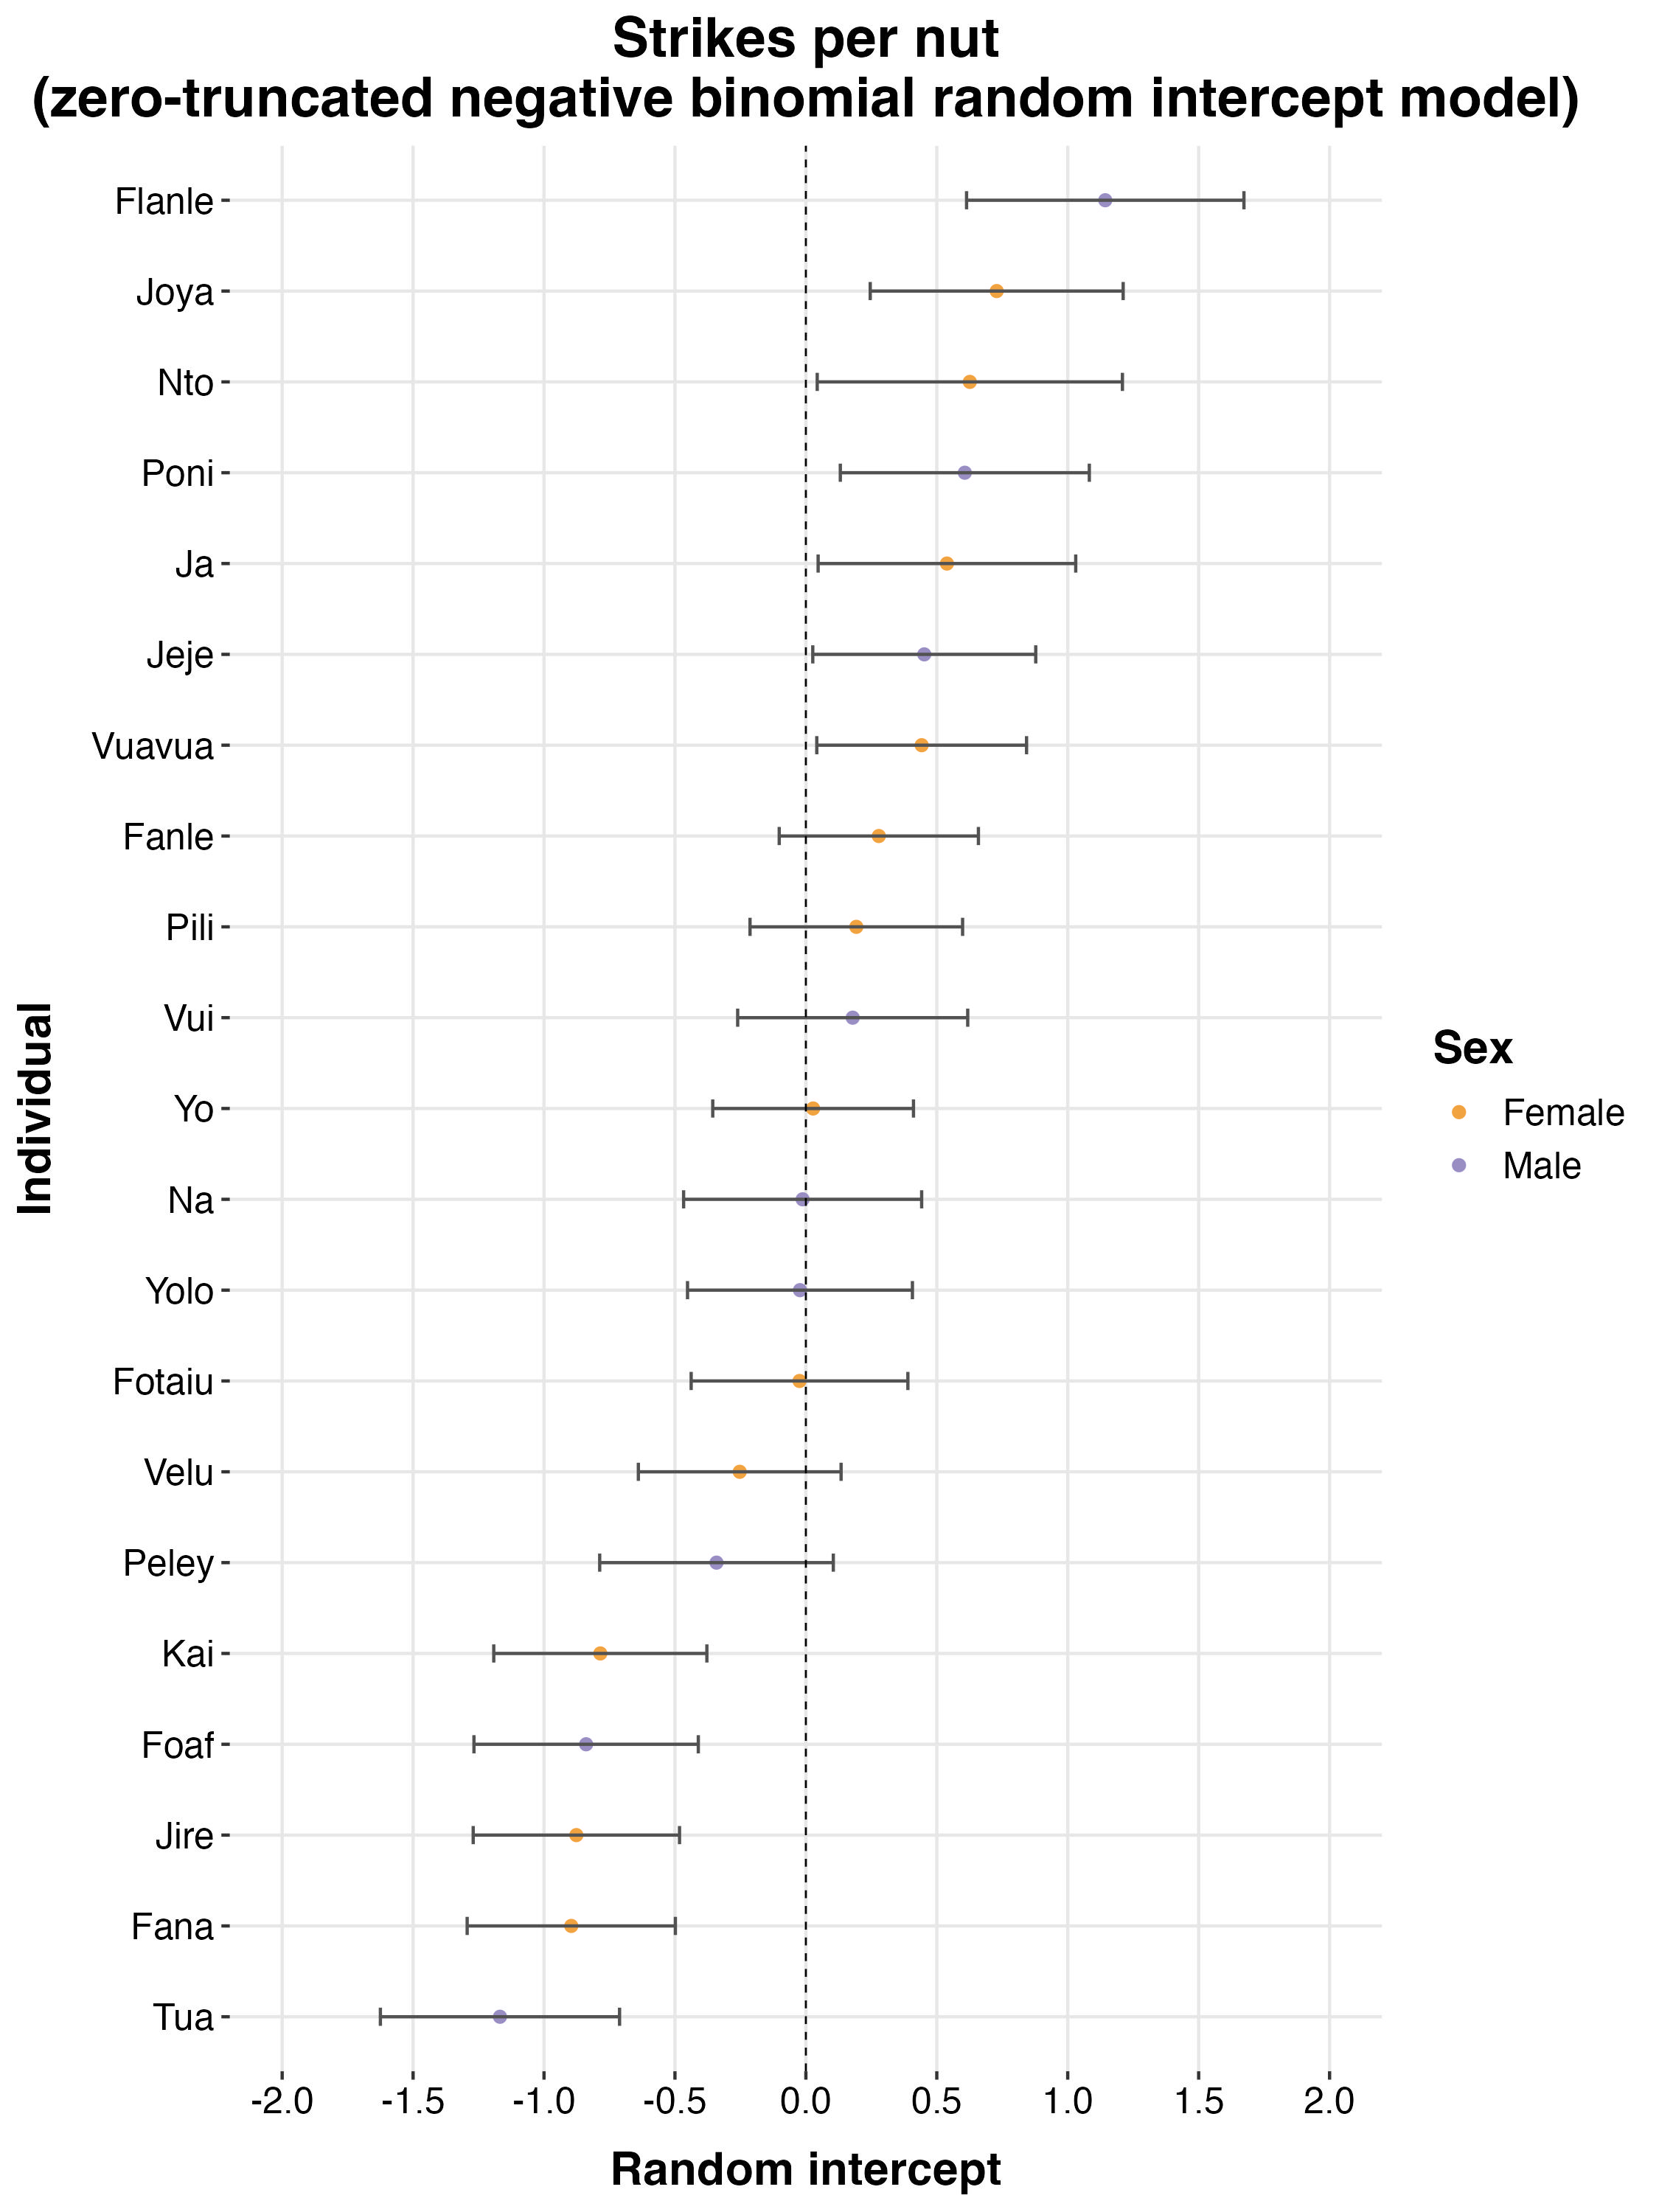 Strikes per nut
(zero-truncated negative binomial random intercept model)
Flanle
Joya
Nto
Poni
Ja
Jeje
Vuavua
Fanle
Pili
Vui
Yo
Na
Yolo
Fotaiu
Velu
Peley
Kai
Foaf
Jire
Fana
Tua
Individual
-2.0 -1.5 -1.0 -0.5 0.0 0.5 1.0 1.5 2.0
Random intercept
Sex
Female
Male